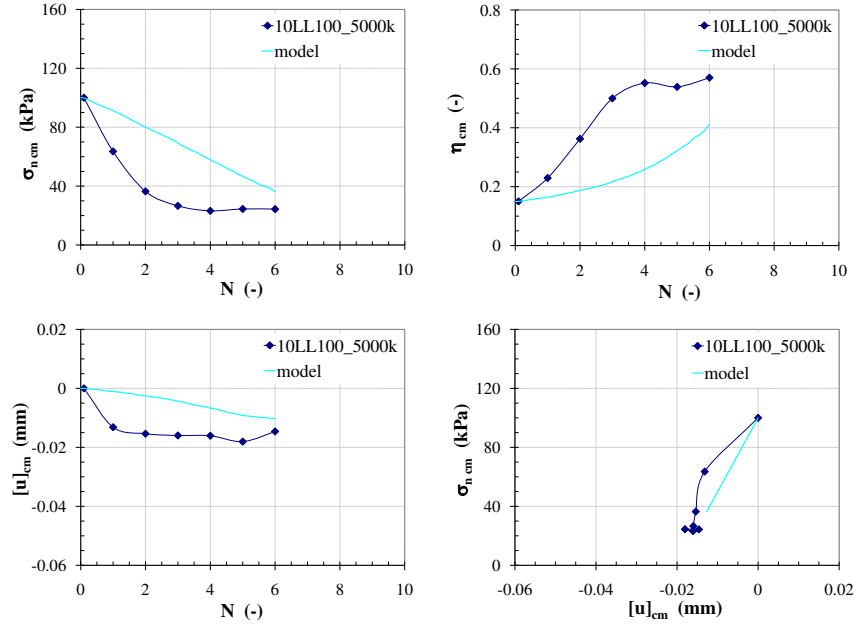 160
120
80
40
0
σn cm (kPa)
10LL100_5000k
model
0 2 4 6 8 10
N (-)
0.8
0.6
0.4
0.2
0.0
η cm (-)
10LL100_5000k
model
0 2 4 6 8 10
N (-)
0.02
0
-0.02
-0.04
-0.06
[u]cm (mm)
10LL100_5000k
model
0 2 4 6 8 10
N (-)
160
120
80
40
0
σn cm (kPa)
10LL100_5000k
model
-0.06 -0.04 -0.02 0 0.02
[u]cm (mm)